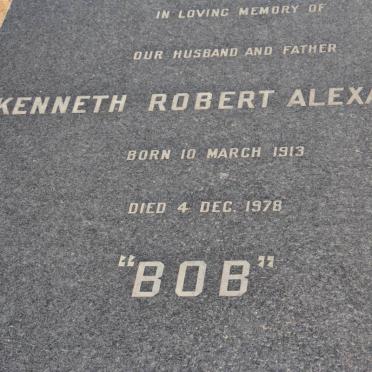 IN LOVING MEMORY OF
OUR HUSBAND AND FATHER
KENNETH ROBERT ALEXA
BORN 10 MARCH 1913
DIED 4 DEC. 1978
"BOB"